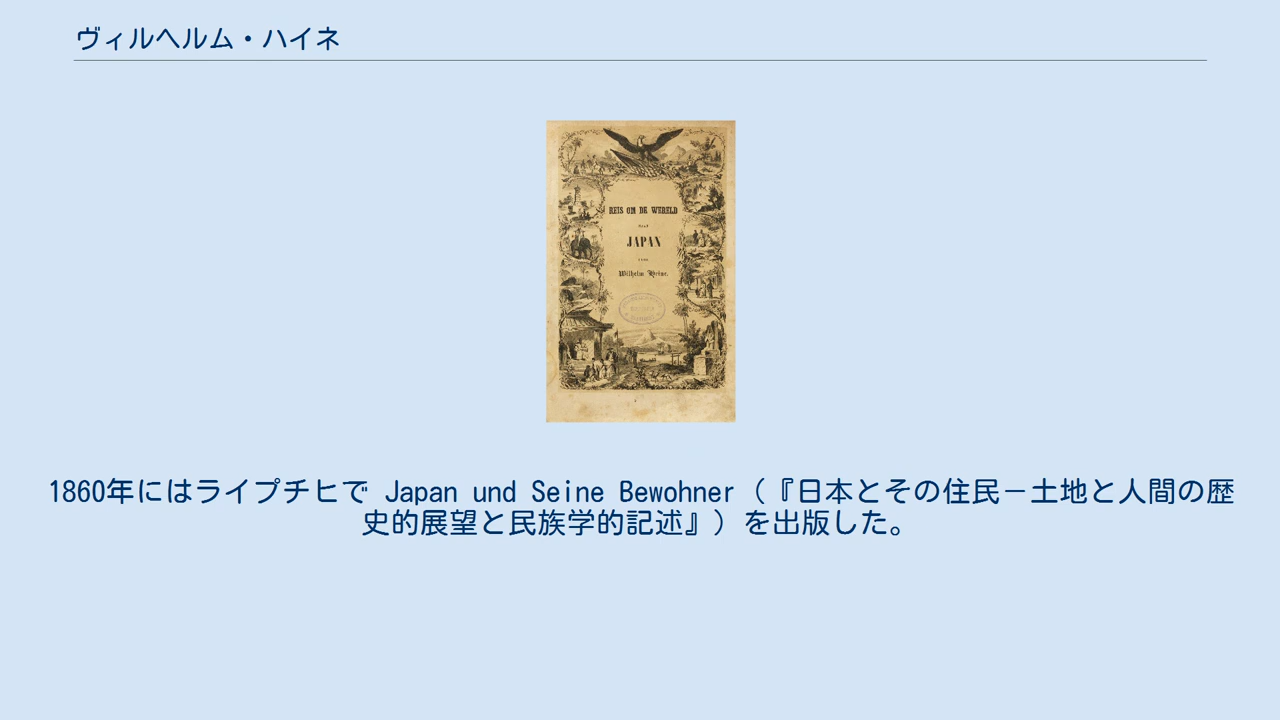 ヴィルヘルム・ハイネ
REIS OM DE WERELD
NAAR
JAPAN
Wilhelm Heine.
1860年にはライプチヒで Japan und Seine Bewohner（『日本とその住民－土地と人間の歴
史的展望と民族学的記述』）を出版した。